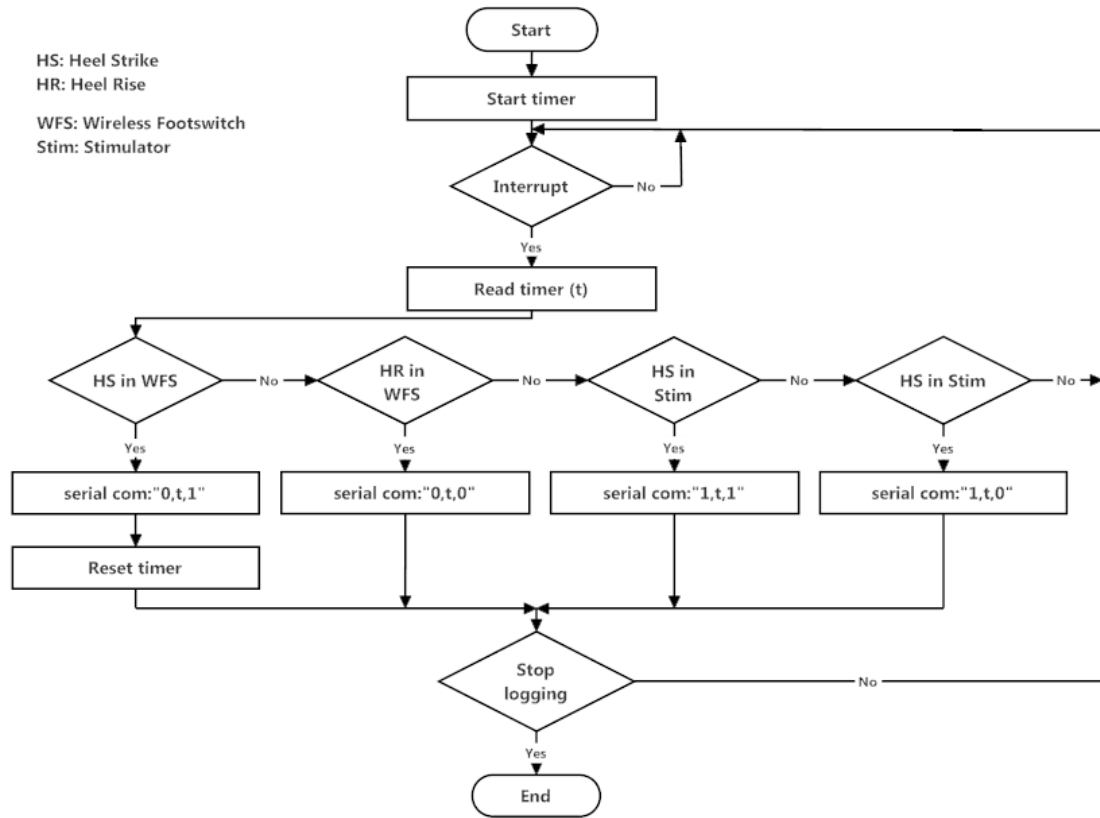 Start
HS: Heel Strike
HR: Heel Rise
Start timer
WFS: Wireless Footswitch
Stim: Stimulator
Interrupt
No
Yes
Read timer (t)
HS in WFS
No
HR in
WFS
No
HS in
Stim
No
HS in Stim
No
Yes
Yes
Yes
Yes
serial com:"0,t,1"
serial com:"0,t,0"
serial com:"1,t,1"
serial com:"1,t,0"
Reset timer
Stop
logging
No
Yes
End